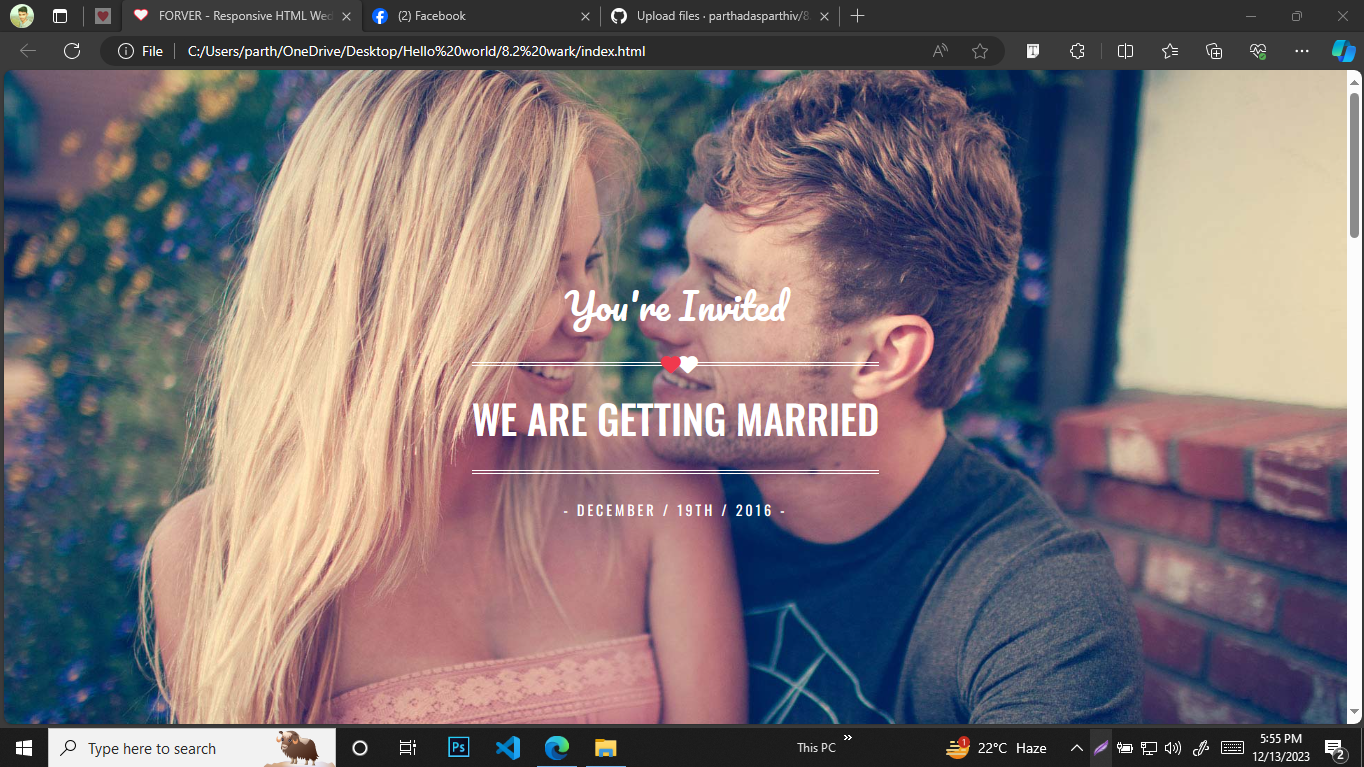 FORVER - Responsive HTML Wed
(2) Facebook
Upload files · parthadasparthiv/8.
File
C:/Users/parth/OneDrive/Desktop/Hello%20world/8.2%20wark/index.html
You're Invited
WE ARE GETTING MARRIED
- DECEMBER / 19TH / 2016 -
Type here to search
Ps
This PC
»
1
22°C Haze
5:55 PM
12/13/2023
2